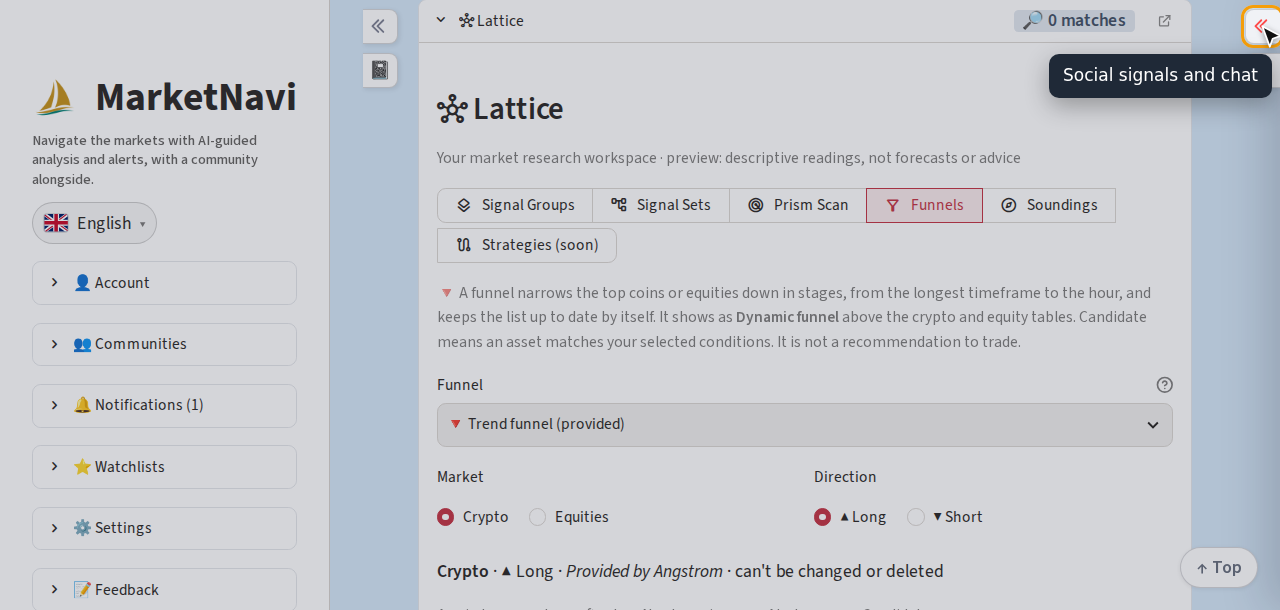 Lattice
🔎 0 matches
Social signals and chat
MarketNavi
Navigate the markets with AI-guided
analysis and alerts, with a community
alongside.
English
Account
Communities
Notifications (1)
Watchlists
Settings
Feedback
Lattice
Your market research workspace · preview: descriptive readings, not forecasts or advice
Signal Groups
Signal Sets
Prism Scan
Funnels
Soundings
Strategies (soon)
🔻 A funnel narrows the top coins or equities down in stages, from the longest timeframe to the hour, and
keeps the list up to date by itself. It shows as Dynamic funnel above the crypto and equity tables. Candidate
means an asset matches your selected conditions. It is not a recommendation to trade.
Funnel
🔻 Trend funnel (provided)
Market
Direction
Crypto
Equities
▲ Long
▼ Short
Crypto · ▲ Long · Provided by Angstrom · can't be changed or deleted
↑ Top